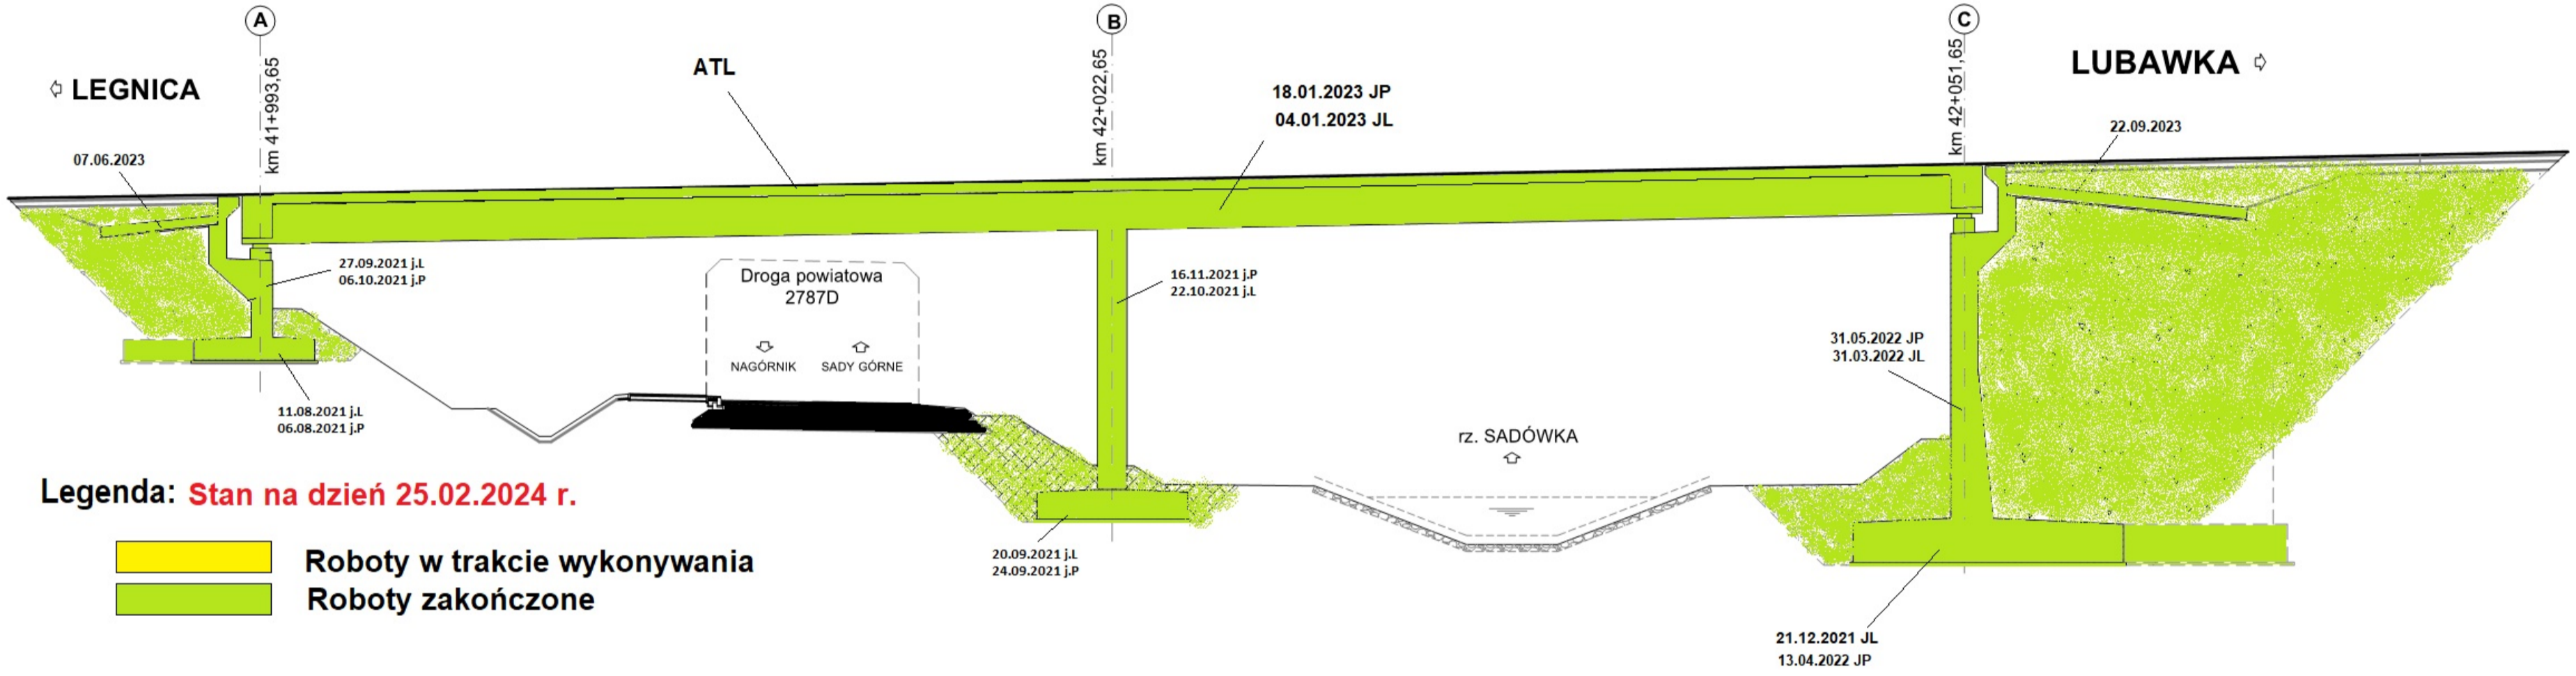 A
B
C
km 41+993,65
km 42+022,65
km 42+051,65
LEGNICA
ATL
LUBAWKA
18.01.2023 JP
04.01.2023 JL
07.06.2023
22.09.2023
27.09.2021 j.L
06.10.2021 j.P
Droga powiatowa
2787D
NAGÓRNIK
SADY GÓRNE
16.11.2021 j.P
22.10.2021 j.L
31.05.2022 JP
31.03.2022 JL
11.08.2021 j.L
06.08.2021 j.P
rz. SADÓWKA
Legenda: Stan na dzień 25.02.2024 r.
Roboty w trakcie wykonywania
Roboty zakończone
20.09.2021 j.L
24.09.2021 j.P
21.12.2021 JL
13.04.2022 JP